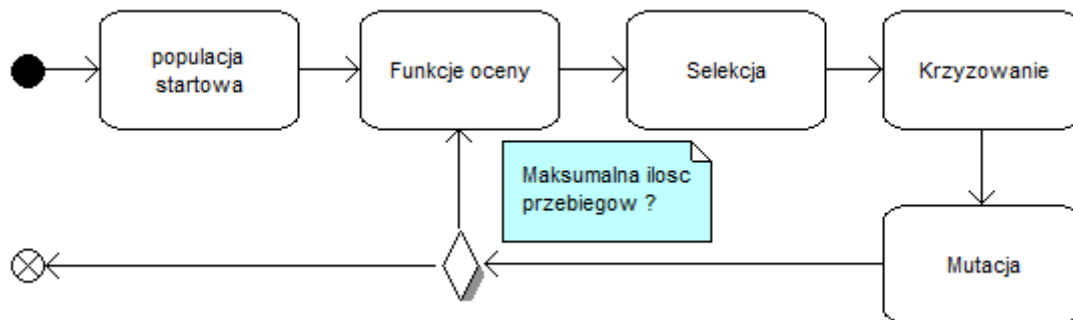 populacja
startowa
Funkcje oceny
Selekcja
Krzyzowanie
Maksumalna ilosc
przebiegow ?
Mutacja